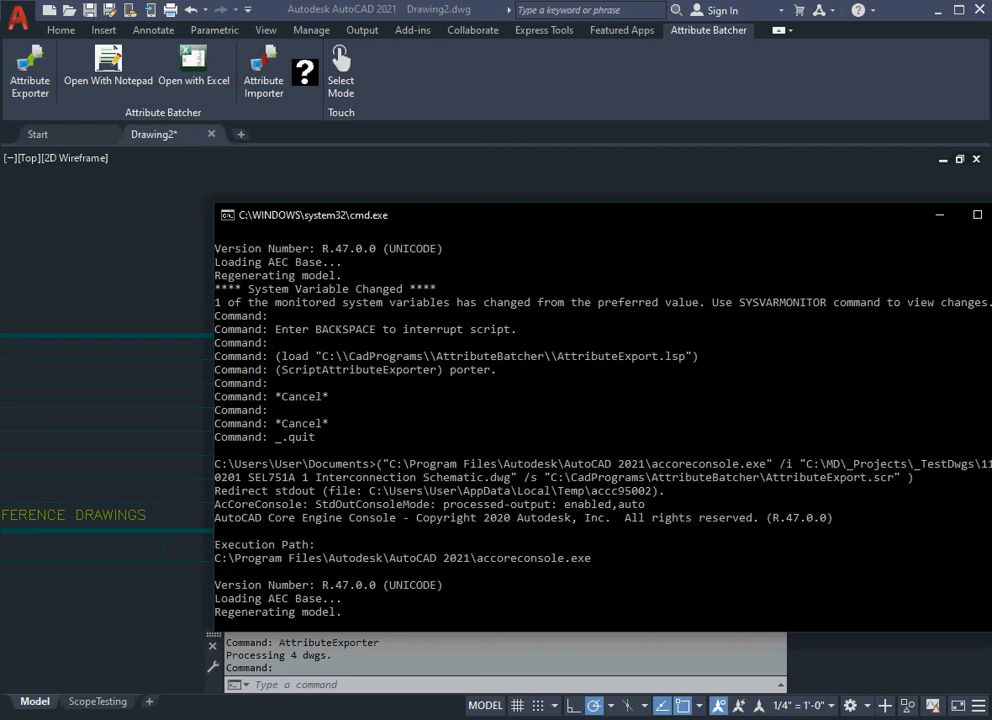 Autodesk AutoCAD 2021 Drawing2.dwg
Type a keyword or phrase
Sign In
Home Insert Annotate Parametric View Manage Output Add-ins Collaborate Express Tools Featured Apps Attribute Batcher
Attribute Exporter
Open With Notepad
Open with Excel
Attribute Importer
?
Select Mode
Attribute Batcher
Touch
Start
Drawing2*
[−][Top][2D Wireframe]
C:\WINDOWS\system32\cmd.exe
Version Number: R.47.0.0 (UNICODE)
Loading AEC Base...
Regenerating model.
**** System Variable Changed ****
1 of the monitored system variables has changed from the preferred value. Use SYSVARMONITOR command to view changes.
Command:
Command: Enter BACKSPACE to interrupt script.
Command:
Command: (load "C:\\CadPrograms\\AttributeBatcher\\AttributeExport.lsp")
Command: (ScriptAttributeExporter) porter.
Command:
Command: *Cancel*
Command:
Command: *Cancel*
Command: _.quit
C:\Users\User\Documents>("C:\Program Files\Autodesk\AutoCAD 2021\accoreconsole.exe" /i "C:\MD\_Projects\_TestDwgs\11
0201 SEL751A 1 Interconnection Schematic.dwg" /s "C:\CadPrograms\AttributeBatcher\AttributeExport.scr" )
Redirect stdout (file: C:\Users\User\AppData\Local\Temp\accc95002).
AcCoreConsole: StdOutConsoleMode: processed-output: enabled,auto
AutoCAD Core Engine Console - Copyright 2020 Autodesk, Inc.  All rights reserved. (R.47.0.0)
FERENCE DRAWINGS
Execution Path:
C:\Program Files\Autodesk\AutoCAD 2021\accoreconsole.exe
Version Number: R.47.0.0 (UNICODE)
Loading AEC Base...
Regenerating model.
Command: AttributeExporter
Processing 4 dwgs.
Command:
Type a command
Model
ScopeTesting
MODEL
1/4" = 1'-0"